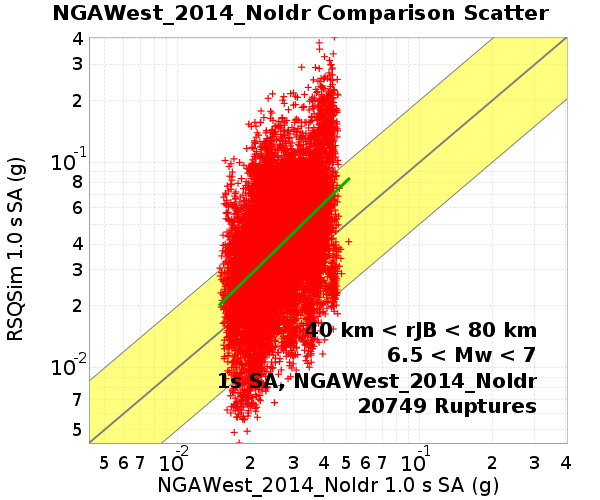 NGAWest_2014_NoIdr Comparison Scatter
4
3
2
10-1
8
6
4
3
2
10-2
7
5
RSQSim 1.0 s SA (g)
40 km < rJB < 80 km
6.5 < Mw < 7
1s SA, NGAWest_2014_NoIdr
20749 Ruptures
5 6 7 10-2 2 3 4 5 6 7 10-1 2 3 4
NGAWest_2014_NoIdr 1.0 s SA (g)